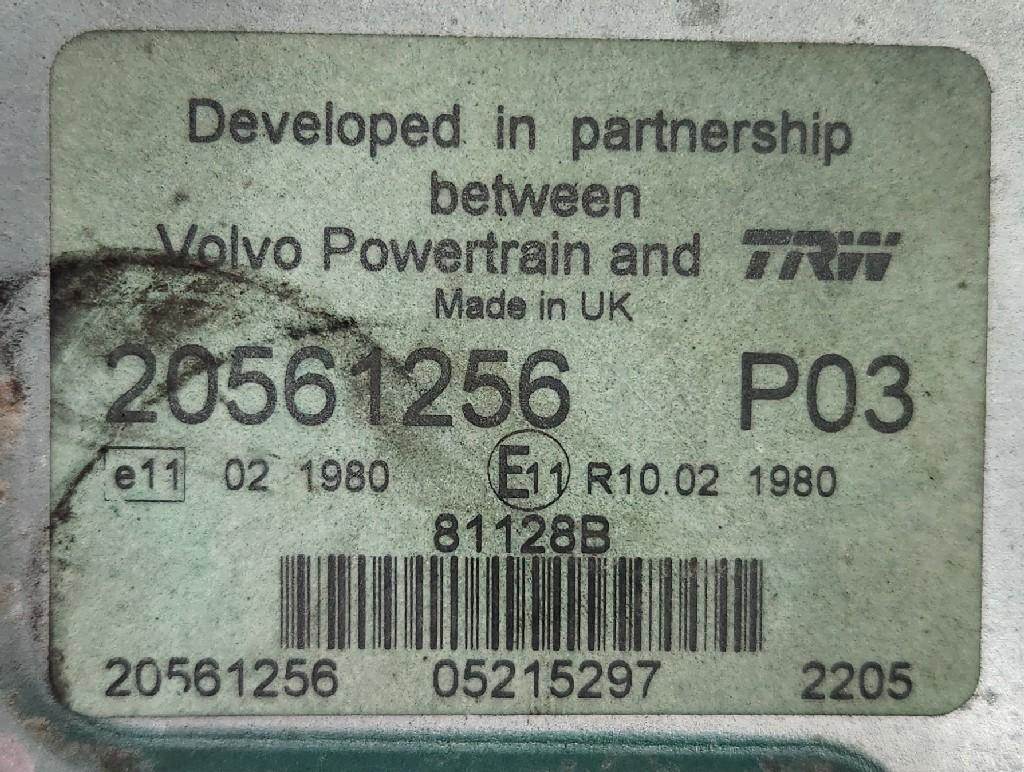 Developed in partnership
between
Volvo Powertrain and TRW
Made in UK
20561256 P03
e11 02 1980 E11 R10.02 1980
81128B
20561256 05215297 2205